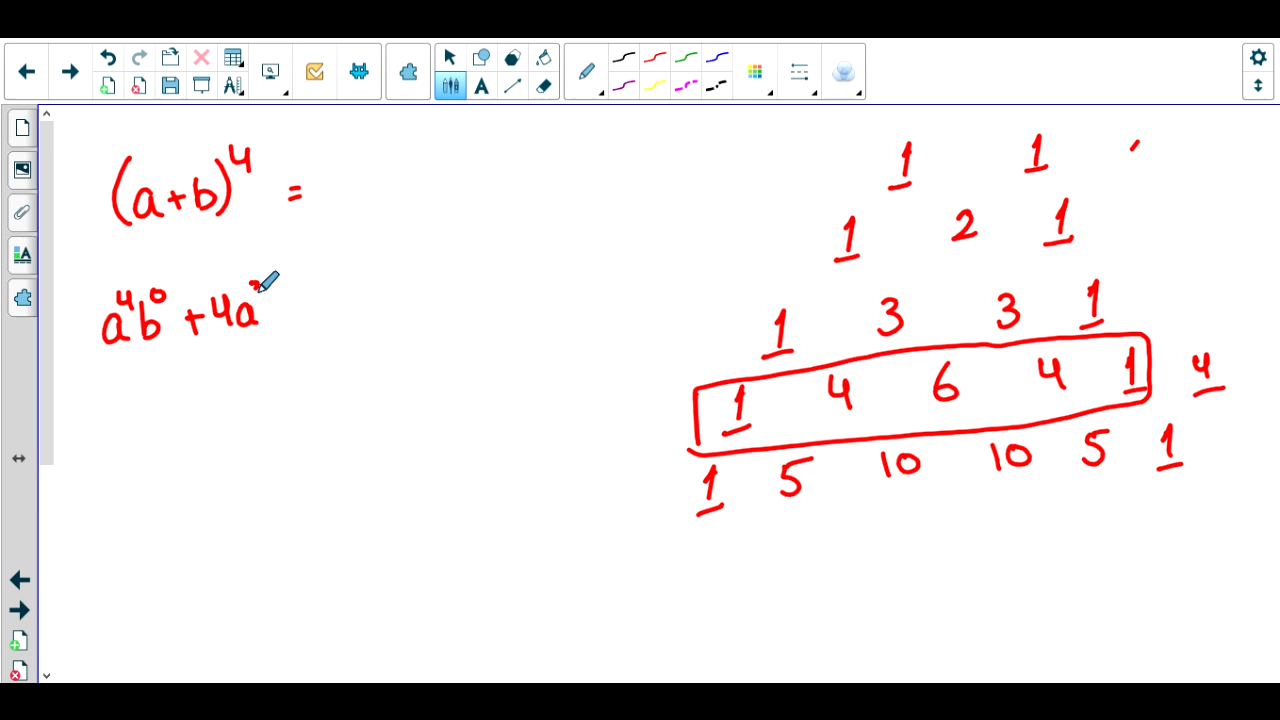 (a+b)^4 =
a^4b^0 + 4a
1 1
1 2 1
1 3 3 1
1 4 6 4 1 4
1 5 10 10 5 1